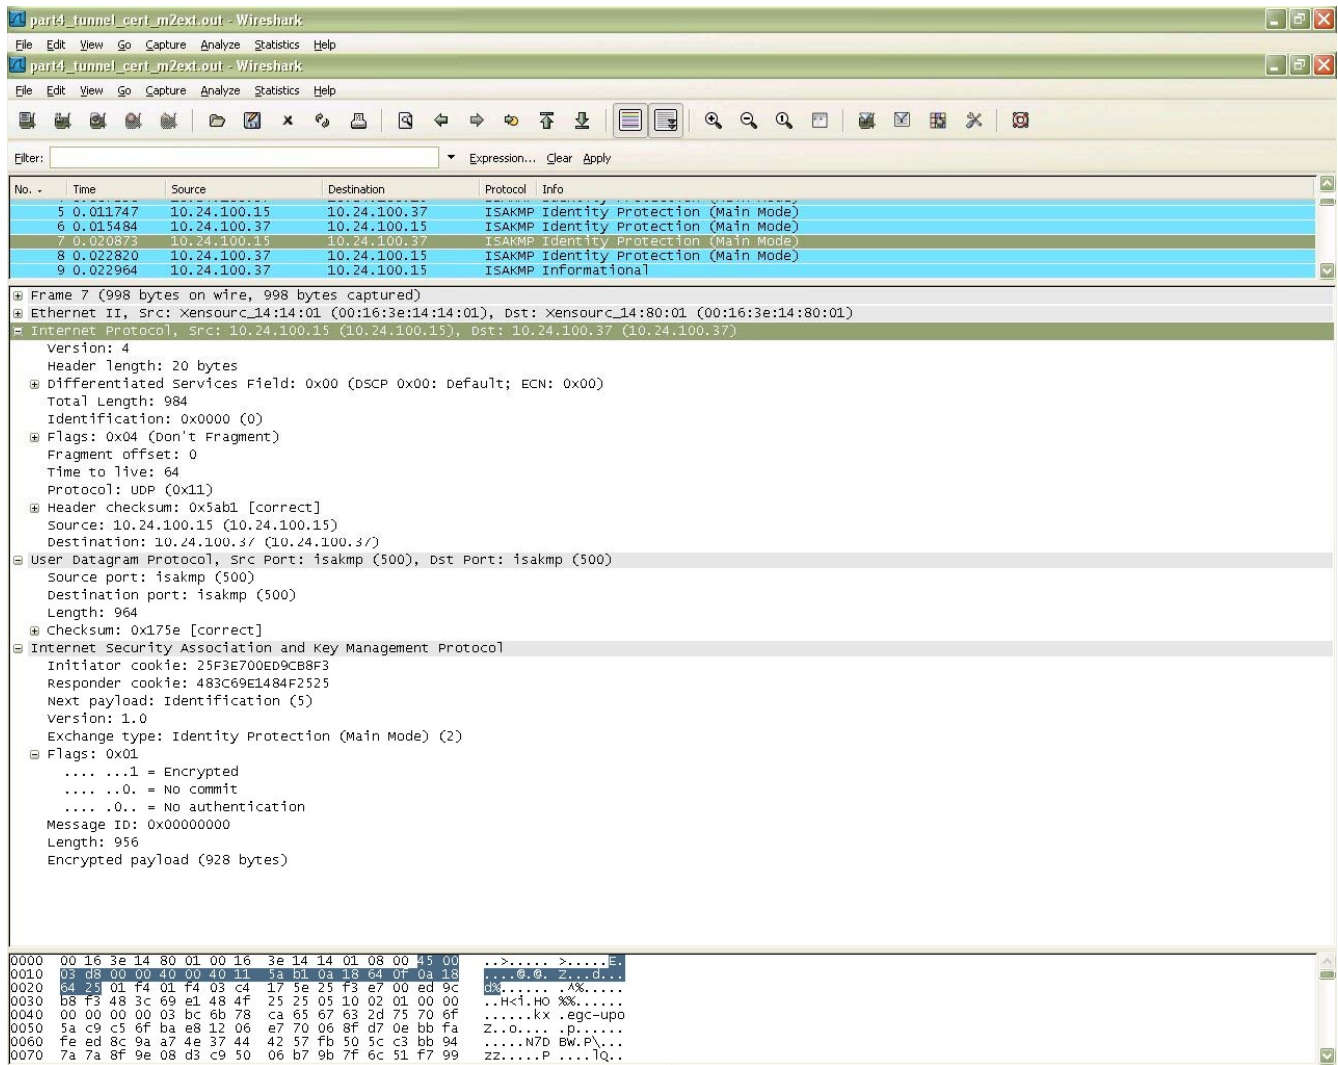 part4_tunnel_cert_m2ext.out - Wireshark
File Edit View Go Capture Analyze Statistics Help
part4_tunnel_cert_m2ext.out - Wireshark
File Edit View Go Capture Analyze Statistics Help
Filter: Expression... Clear Apply
No. - Time Source Destination Protocol Info
5 0.011747 10.24.100.15 10.24.100.37 ISAKMP Identity Protection (Main Mode)
6 0.015484 10.24.100.37 10.24.100.15 ISAKMP Identity Protection (Main Mode)
7 0.020873 10.24.100.15 10.24.100.37 ISAKMP Identity Protection (Main Mode)
8 0.022820 10.24.100.37 10.24.100.15 ISAKMP Identity Protection (Main Mode)
9 0.022964 10.24.100.37 10.24.100.15 ISAKMP Informational
Frame 7 (998 bytes on wire, 998 bytes captured)
Ethernet II, Src: Xensourc_14:14:01 (00:16:3e:14:14:01), Dst: Xensourc_14:80:01 (00:16:3e:14:80:01)
Internet Protocol, Src: 10.24.100.15 (10.24.100.15), Dst: 10.24.100.37 (10.24.100.37)
Version: 4
Header length: 20 bytes
Differentiated Services Field: 0x00 (DSCP 0x00: Default; ECN: 0x00)
Total Length: 984
Identification: 0x0000 (0)
Flags: 0x04 (Don't Fragment)
Fragment offset: 0
Time to live: 64
Protocol: UDP (0x11)
Header checksum: 0x5ab1 [correct]
Source: 10.24.100.15 (10.24.100.15)
Destination: 10.24.100.37 (10.24.100.37)
User Datagram Protocol, Src Port: isakmp (500), Dst Port: isakmp (500)
Source port: isakmp (500)
Destination port: isakmp (500)
Length: 964
Checksum: 0x175e [correct]
Internet Security Association and Key Management Protocol
Initiator cookie: 25F3E700ED9CB8F3
Responder cookie: 483C69E1484F2525
Next payload: Identification (5)
Version: 1.0
Exchange type: Identity Protection (Main Mode) (2)
Flags: 0x01
.... ...1 = Encrypted
.... ..0. = No commit
.... .0.. = No authentication
Message ID: 0x00000000
Length: 956
Encrypted payload (928 bytes)
0000 00 16 3e 14 80 01 00 16 3e 14 14 01 08 00 45 00 ..>..... >.....E.
0010 03 d8 00 00 40 00 40 11 5a b1 0a 18 64 0f 0a 18 ....@.@. Z...d...
0020 64 25 01 f4 01 f4 03 c4 17 5e 25 f3 e7 00 ed 9c d%...... .^%.....
0030 b8 f3 48 3c 69 e1 48 4f 25 25 05 10 02 01 00 00 ..H<i.HO %%......
0040 00 00 00 00 03 bc 6b 78 ca 65 67 63 2d 75 70 6f ......kx .egc-upo
0050 5a c9 c5 6f ba e8 12 06 e7 70 06 8f d7 0e bb fa Z..o.... .p......
0060 fe ed 8c 9a a7 4e 37 44 42 57 fb 50 5c c3 bb 94 .....N7D BW.P\...
0070 7a 7a 8f 9e 08 d3 c9 50 06 b7 9b 7f 6c 51 f7 99 zz.....P ....lQ..